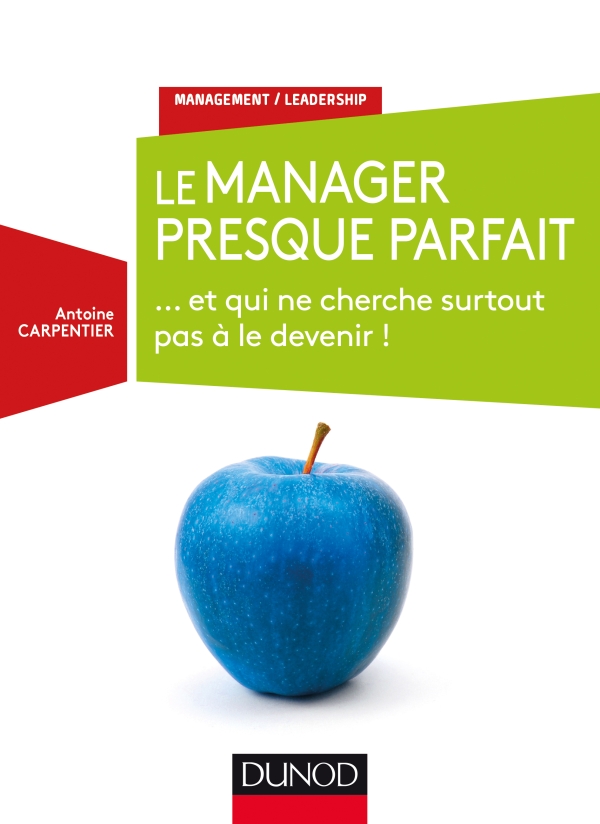 MANAGEMENT / LEADERSHIP
LE MANAGER
PRESQUE PARFAIT
... et qui ne cherche surtout
pas à le devenir !
Antoine
CARPENTIER
DUNOD